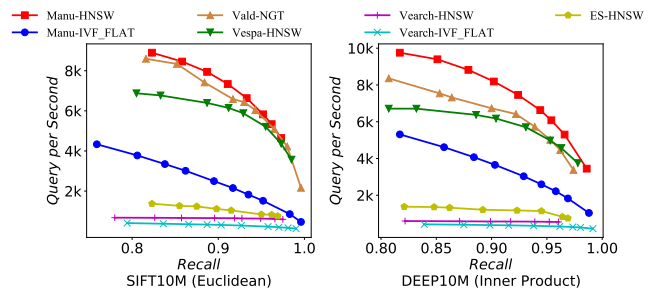 Manu-HNSW Vald-NGT Vearch-HNSW ES-HNSW
Manu-IVF_FLAT Vespa-HNSW Vearch-IVF_FLAT
Query per Second
8k
6k
4k
2k
0.8 0.9 1.0
Recall
SIFT10M (Euclidean)
Query per Second
10k
8k
6k
4k
2k
0.80 0.85 0.90 0.95 1.00
Recall
DEEP10M (Inner Product)